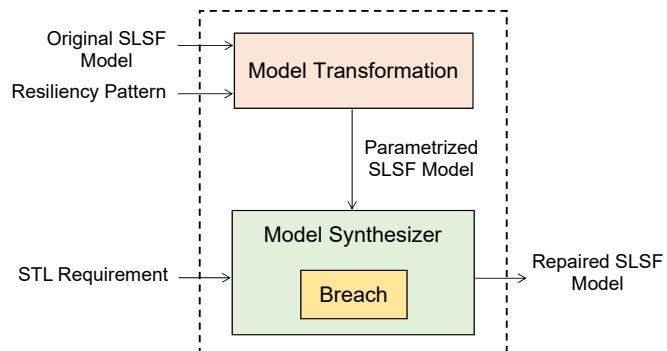 Original SLSF
Model
Resiliency Pattern
Model Transformation
Parametrized
SLSF Model
Model Synthesizer
STL Requirement
Breach
Repaired SLSF
Model